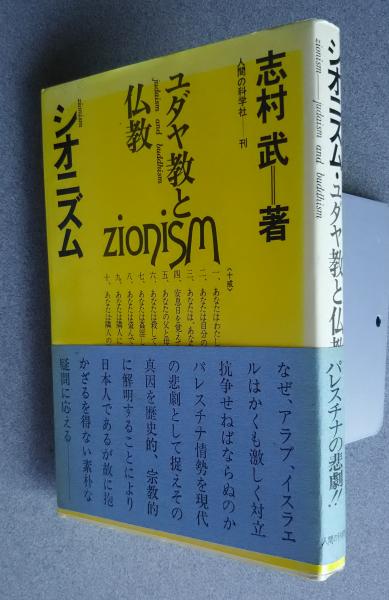 志村 武=著
人間の科学社——刊
ユダヤ教と
judaism and buddhism
仏教
zionism
シオニズム
zionism
〈十戒〉
一、あなたはわたし
二、あなたは自分の
三、あなたは、あな
四、安息日を覚えて
五、あなたの父と母
六、あなたは殺して
七、あなたは姦淫し
八、あなたは盗んで
九、あなたは隣人に
十、あなたは隣人の
なぜ、アラブ、イスラエ
ルはかくも激しく対立
抗争せねばならぬのか
パレスチナ情勢を現代
の悲劇として捉えその
真因を歴史的、宗教的
に解明することにより
日本人であるが故に抱
かざるを得ない素朴な
疑問に応える
シオニズム・ユダヤ教と仏教
zionism——judaism and buddhism
パレスチナの悲劇!!